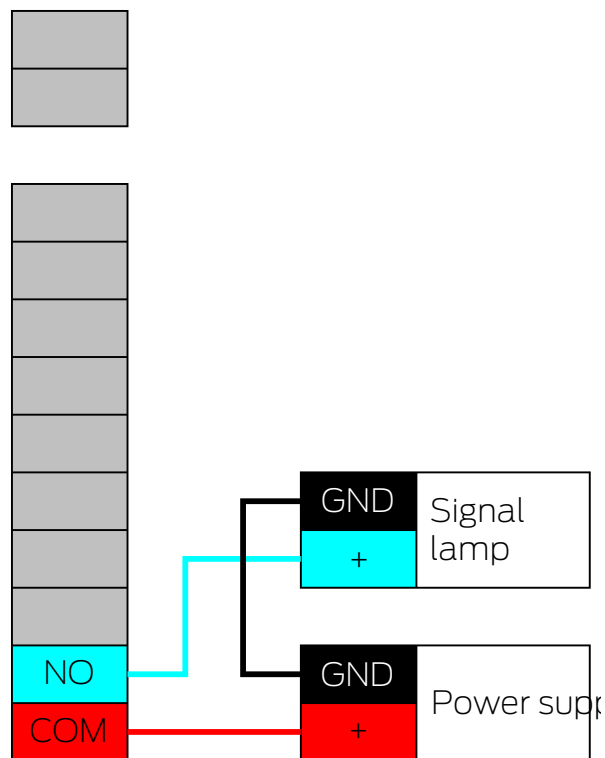 GND
Signal
lamp
+
NO
GND
Power supp
COM
+